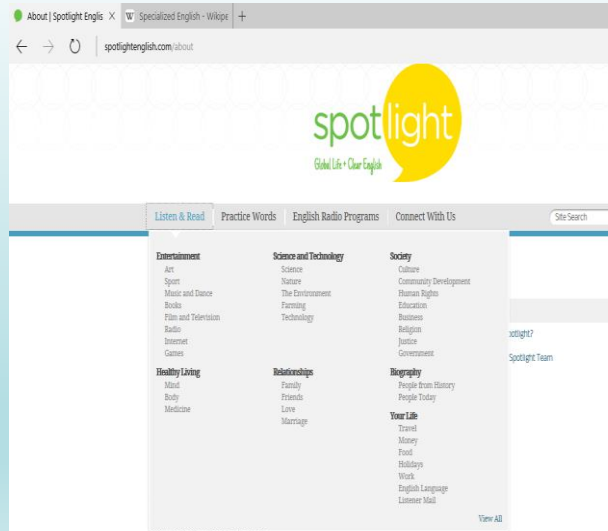 About | Spotlight Englis
Specialized English - Wikipe
spotlightenglish.com/about
spotlight
Global Life + Clear English
Listen & Read
Practice Words
English Radio Programs
Connect With Us
Site Search
Entertainment
Art
Sport
Music and Dance
Books
Film and Television
Radio
Internet
Games
Science and Technology
Science
Nature
The Environment
Farming
Technology
Society
Culture
Community Development
Human Rights
Education
Business
Religion
Justice
Government
Healthy Living
Mind
Body
Medicine
Relationships
Family
Friends
Love
Marriage
Biography
People from History
People Today
Your Life
Travel
Money
Food
Holidays
Work
English Language
Listener Mail
View All
potlight?
Spotlight Team